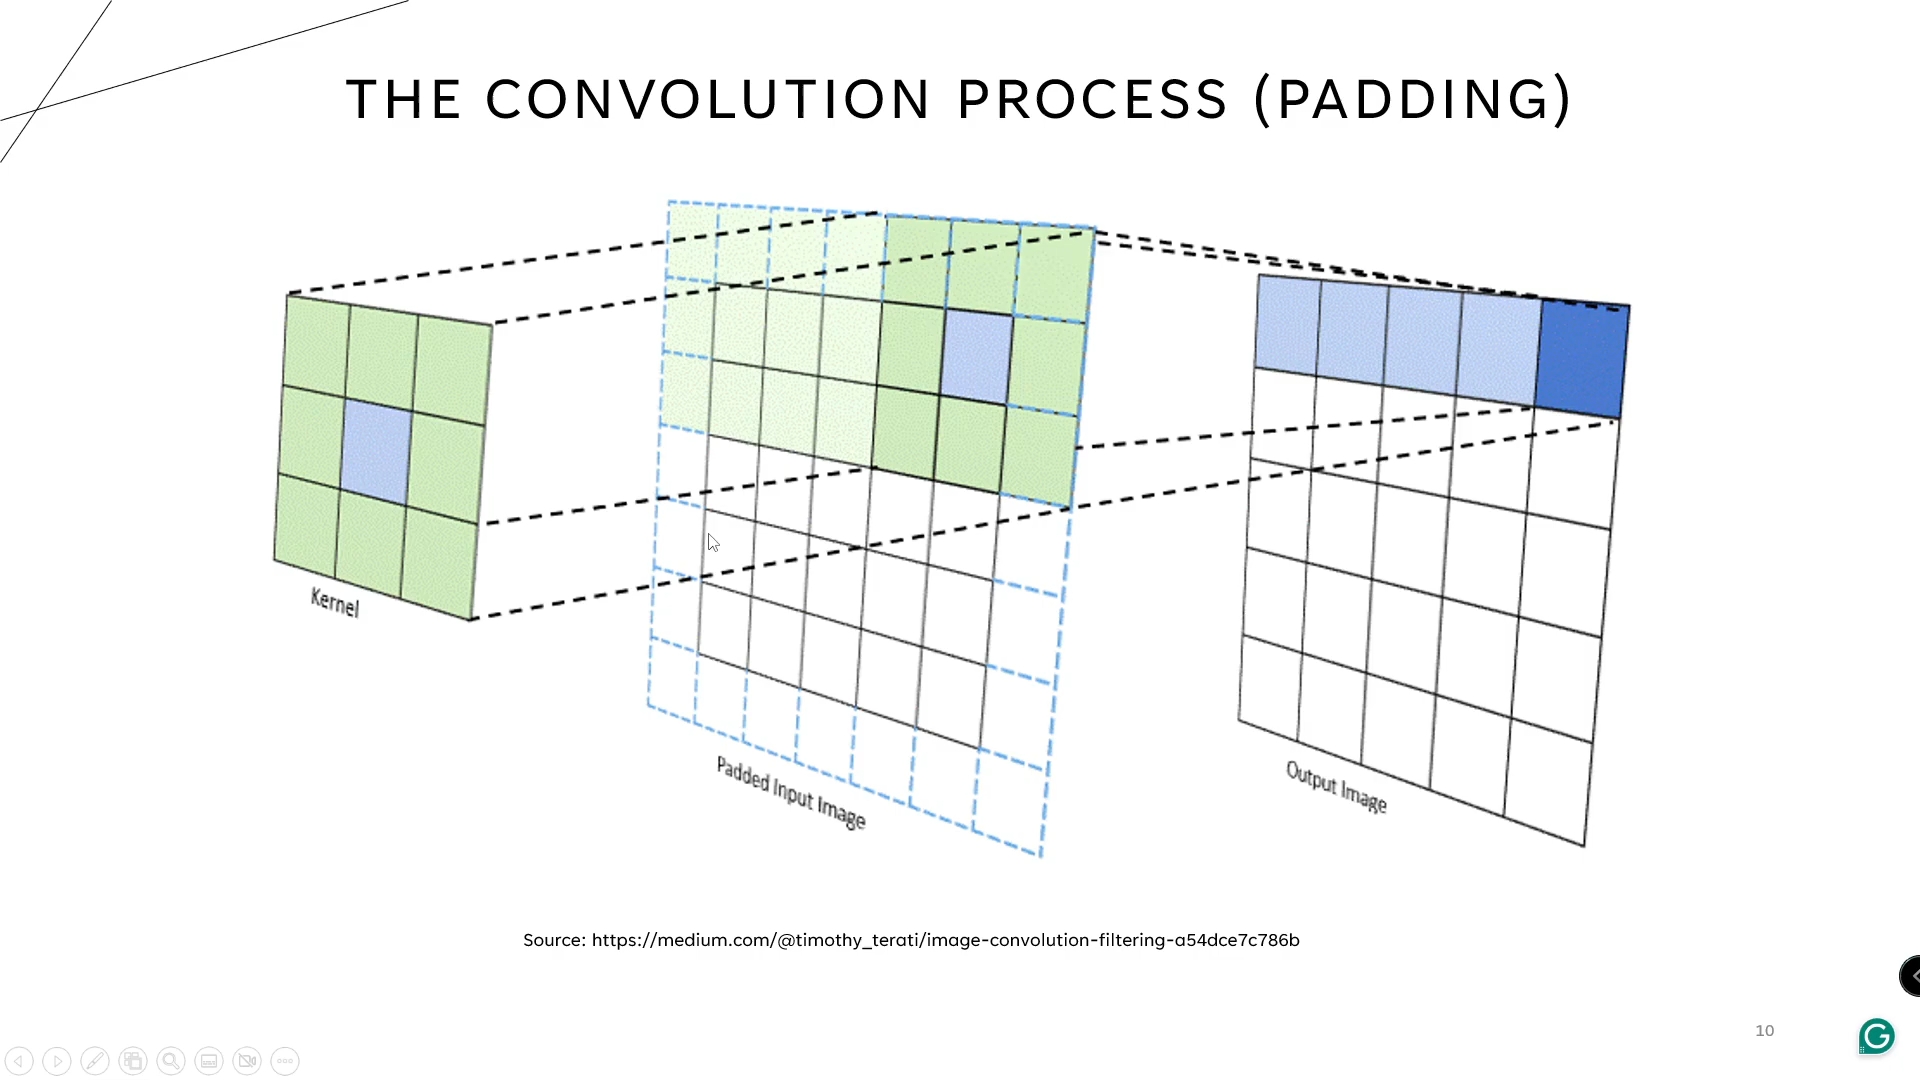 THE CONVOLUTION PROCESS (PADDING)
Kernel
Padded Input Image
Output Image
Source: https://medium.com/@timothy_terati/image-convolution-filtering-a54dce7c786b
10